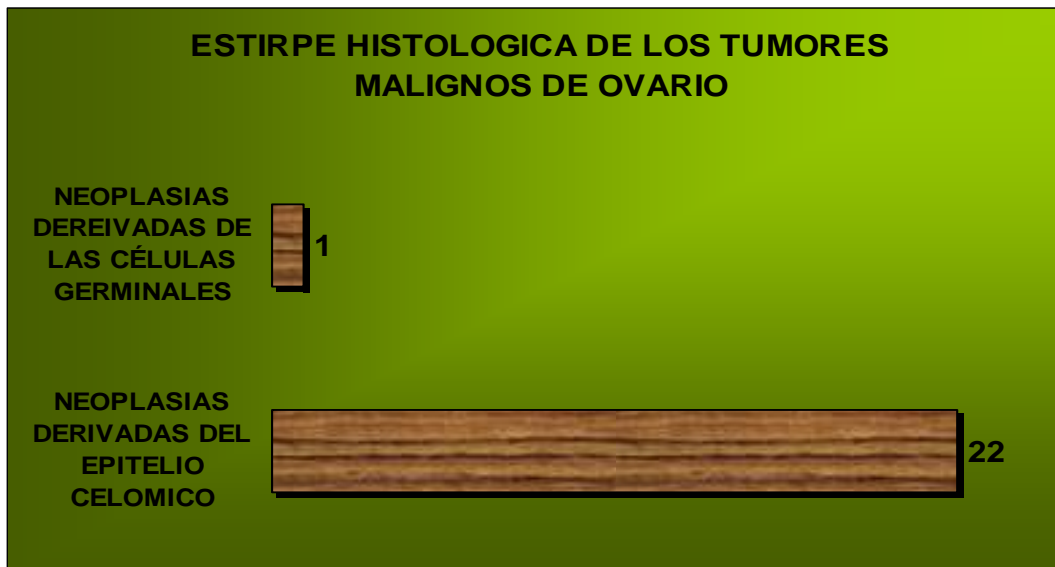 ESTIRPE HISTOLOGICA DE LOS TUMORES
MALIGNOS DE OVARIO
NEOPLASIAS
DEREIVADAS DE
LAS CÉLULAS
GERMINALES
1
NEOPLASIAS
DERIVADAS DEL
EPITELIO
CELOMICO
22